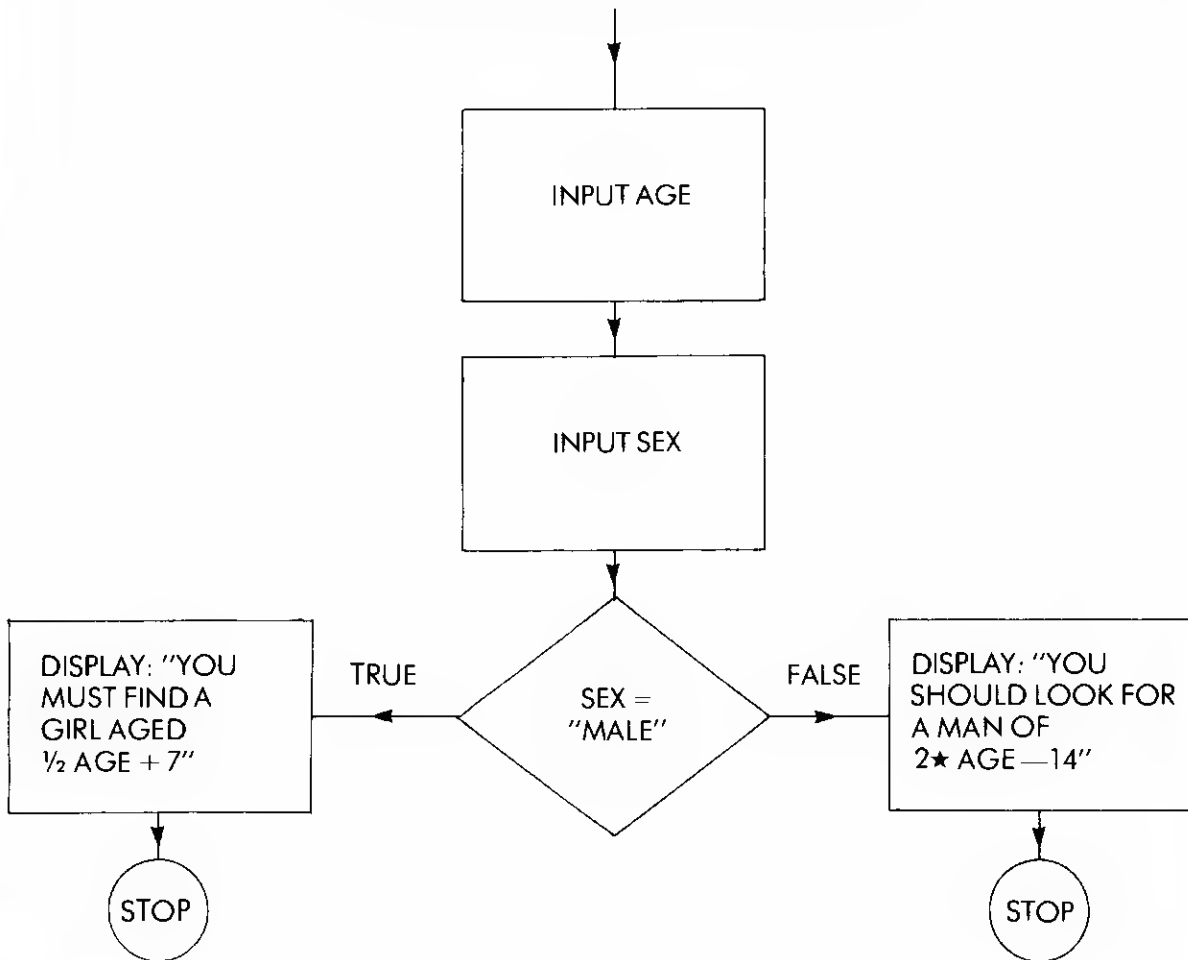 INPUT AGE
INPUT SEX
SEX =
"MALE"
TRUE
FALSE
DISPLAY: "YOU
MUST FIND A
GIRL AGED
½ AGE + 7"
DISPLAY: "YOU
SHOULD LOOK FOR
A MAN OF
2★ AGE —14"
STOP
STOP